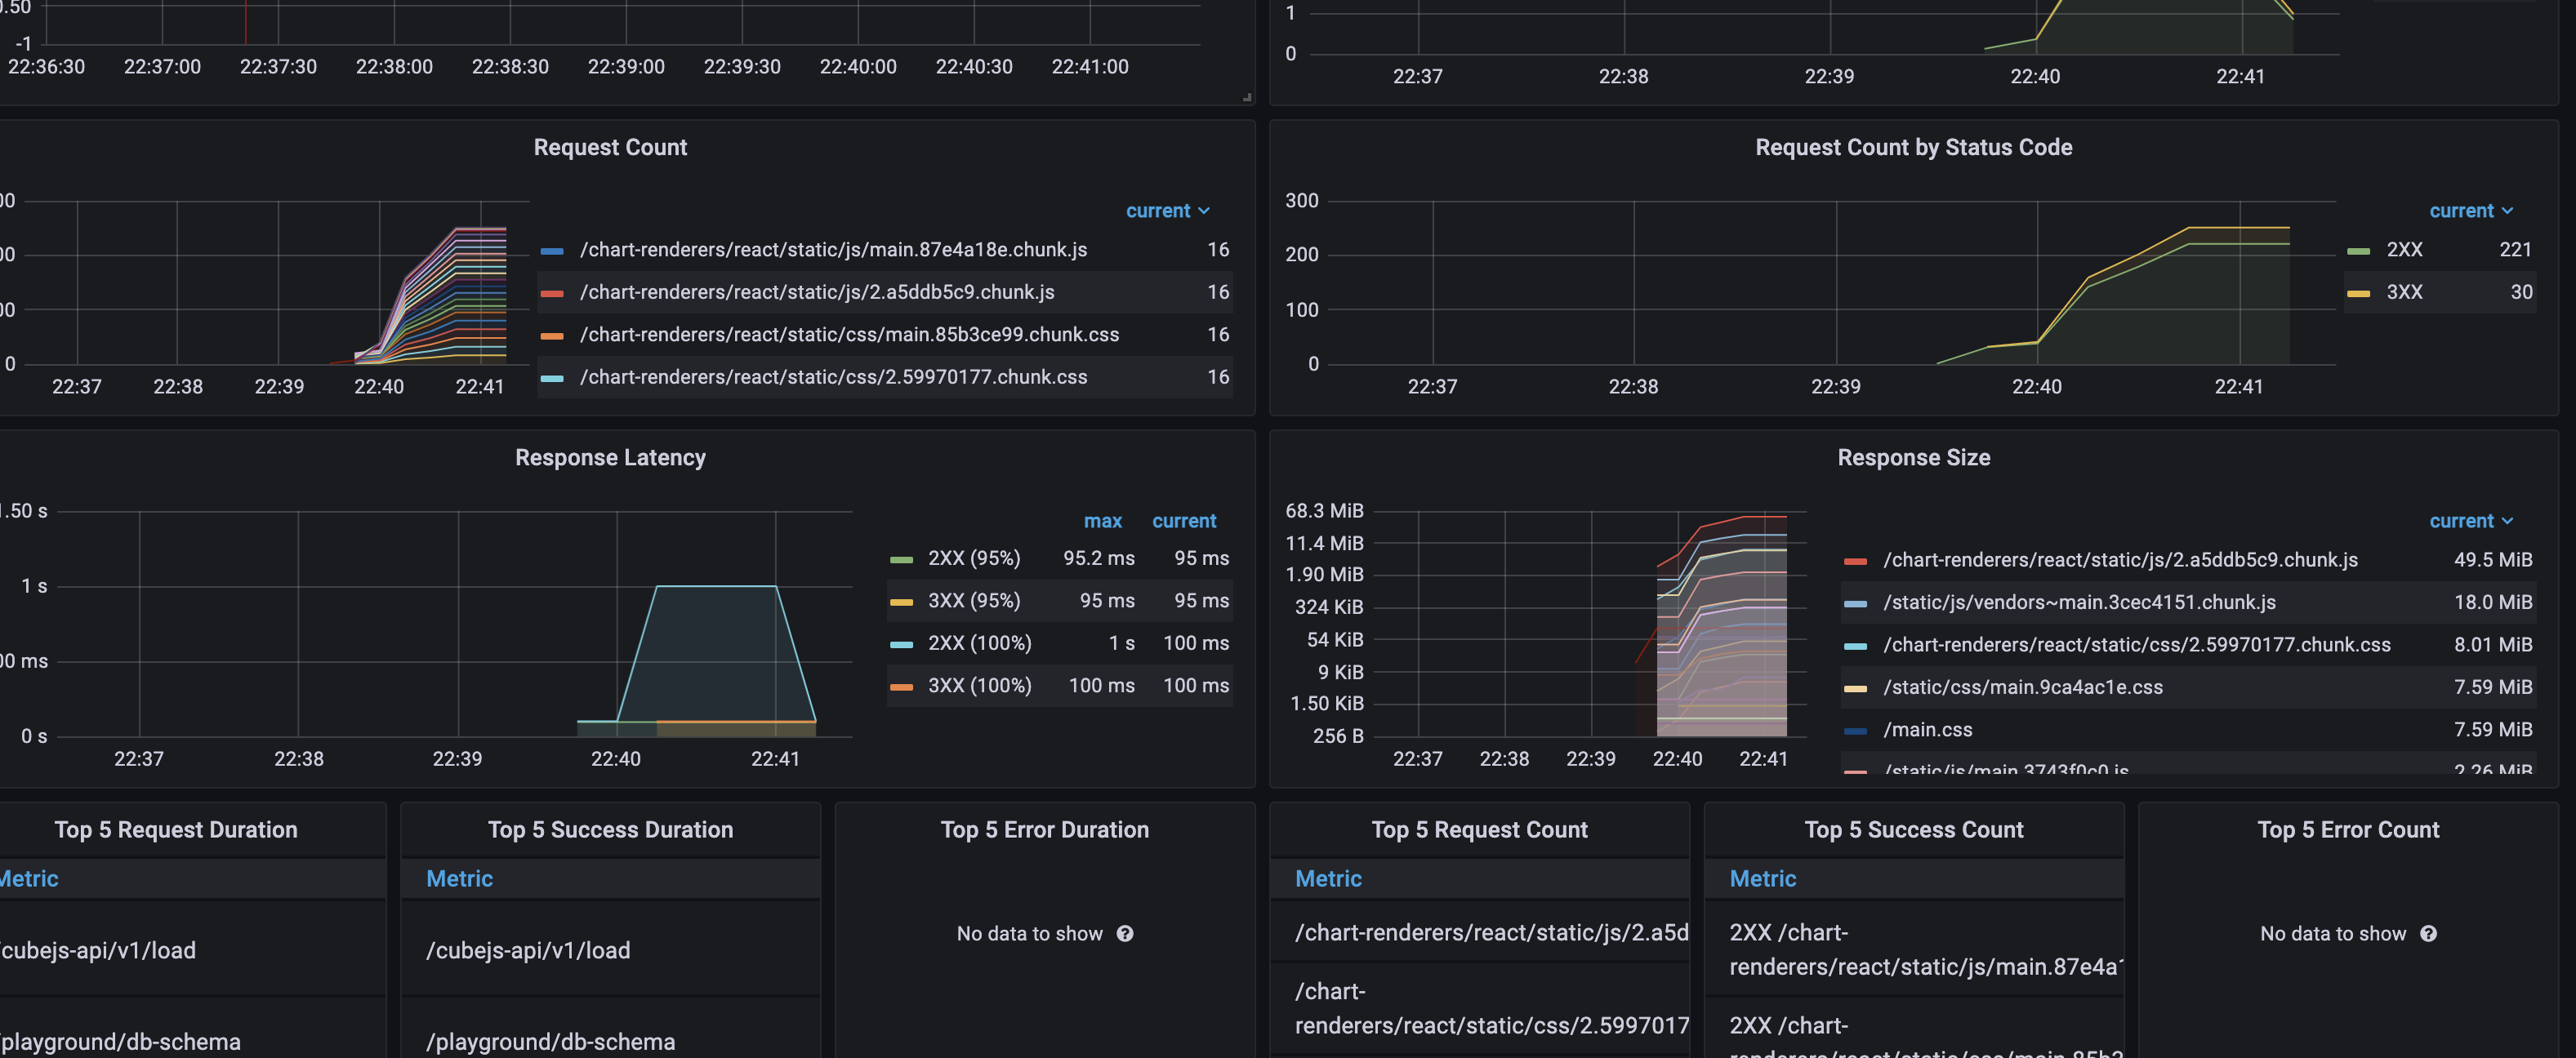 -1
22:36:30 22:37:00 22:37:30 22:38:00 22:38:30 22:39:00 22:39:30 22:40:00 22:40:30 22:41:00
1
0
22:37 22:38 22:39 22:40 22:41
Request Count
current
/chart-renderers/react/static/js/main.87e4a18e.chunk.js 16
/chart-renderers/react/static/js/2.a5ddb5c9.chunk.js 16
/chart-renderers/react/static/css/main.85b3ce99.chunk.css 16
/chart-renderers/react/static/css/2.59970177.chunk.css 16
0
22:37 22:38 22:39 22:40 22:41
Request Count by Status Code
300
200
100
0
22:37 22:38 22:39 22:40 22:41
current
2XX 221
3XX 30
Response Latency
1.50 s
1 s
00 ms
0 s
22:37 22:38 22:39 22:40 22:41
max current
2XX (95%) 95.2 ms 95 ms
3XX (95%) 95 ms 95 ms
2XX (100%) 1 s 100 ms
3XX (100%) 100 ms 100 ms
Response Size
68.3 MiB
11.4 MiB
1.90 MiB
324 KiB
54 KiB
9 KiB
1.50 KiB
256 B
22:37 22:38 22:39 22:40 22:41
current
/chart-renderers/react/static/js/2.a5ddb5c9.chunk.js 49.5 MiB
/static/js/vendors~main.3cec4151.chunk.js 18.0 MiB
/chart-renderers/react/static/css/2.59970177.chunk.css 8.01 MiB
/static/css/main.9ca4ac1e.css 7.59 MiB
/main.css 7.59 MiB
/static/js/main.3743f0c0.js 2.26 MiB
Top 5 Request Duration
Metric
/cubejs-api/v1/load
/playground/db-schema
Top 5 Success Duration
Metric
/cubejs-api/v1/load
/playground/db-schema
Top 5 Error Duration
No data to show
Top 5 Request Count
Metric
/chart-renderers/react/static/js/2.a5d
/chart-
renderers/react/static/css/2.5997017
Top 5 Success Count
Metric
2XX /chart-
renderers/react/static/js/main.87e4a1
2XX /chart-
Top 5 Error Count
No data to show